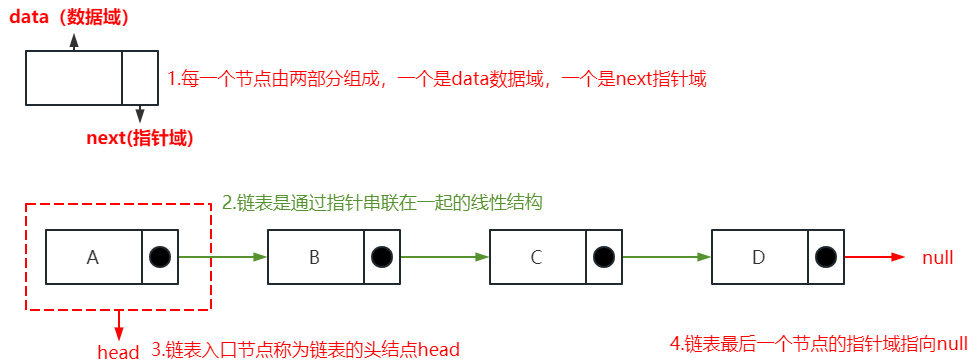 data（数据域）
1.每一个节点由两部分组成，一个是data数据域，一个是next指针域
next(指针域)
2.链表是通过指针串联在一起的线性结构
A
B
C
D
null
head
3.链表入口节点称为链表的头结点head
4.链表最后一个节点的指针域指向null